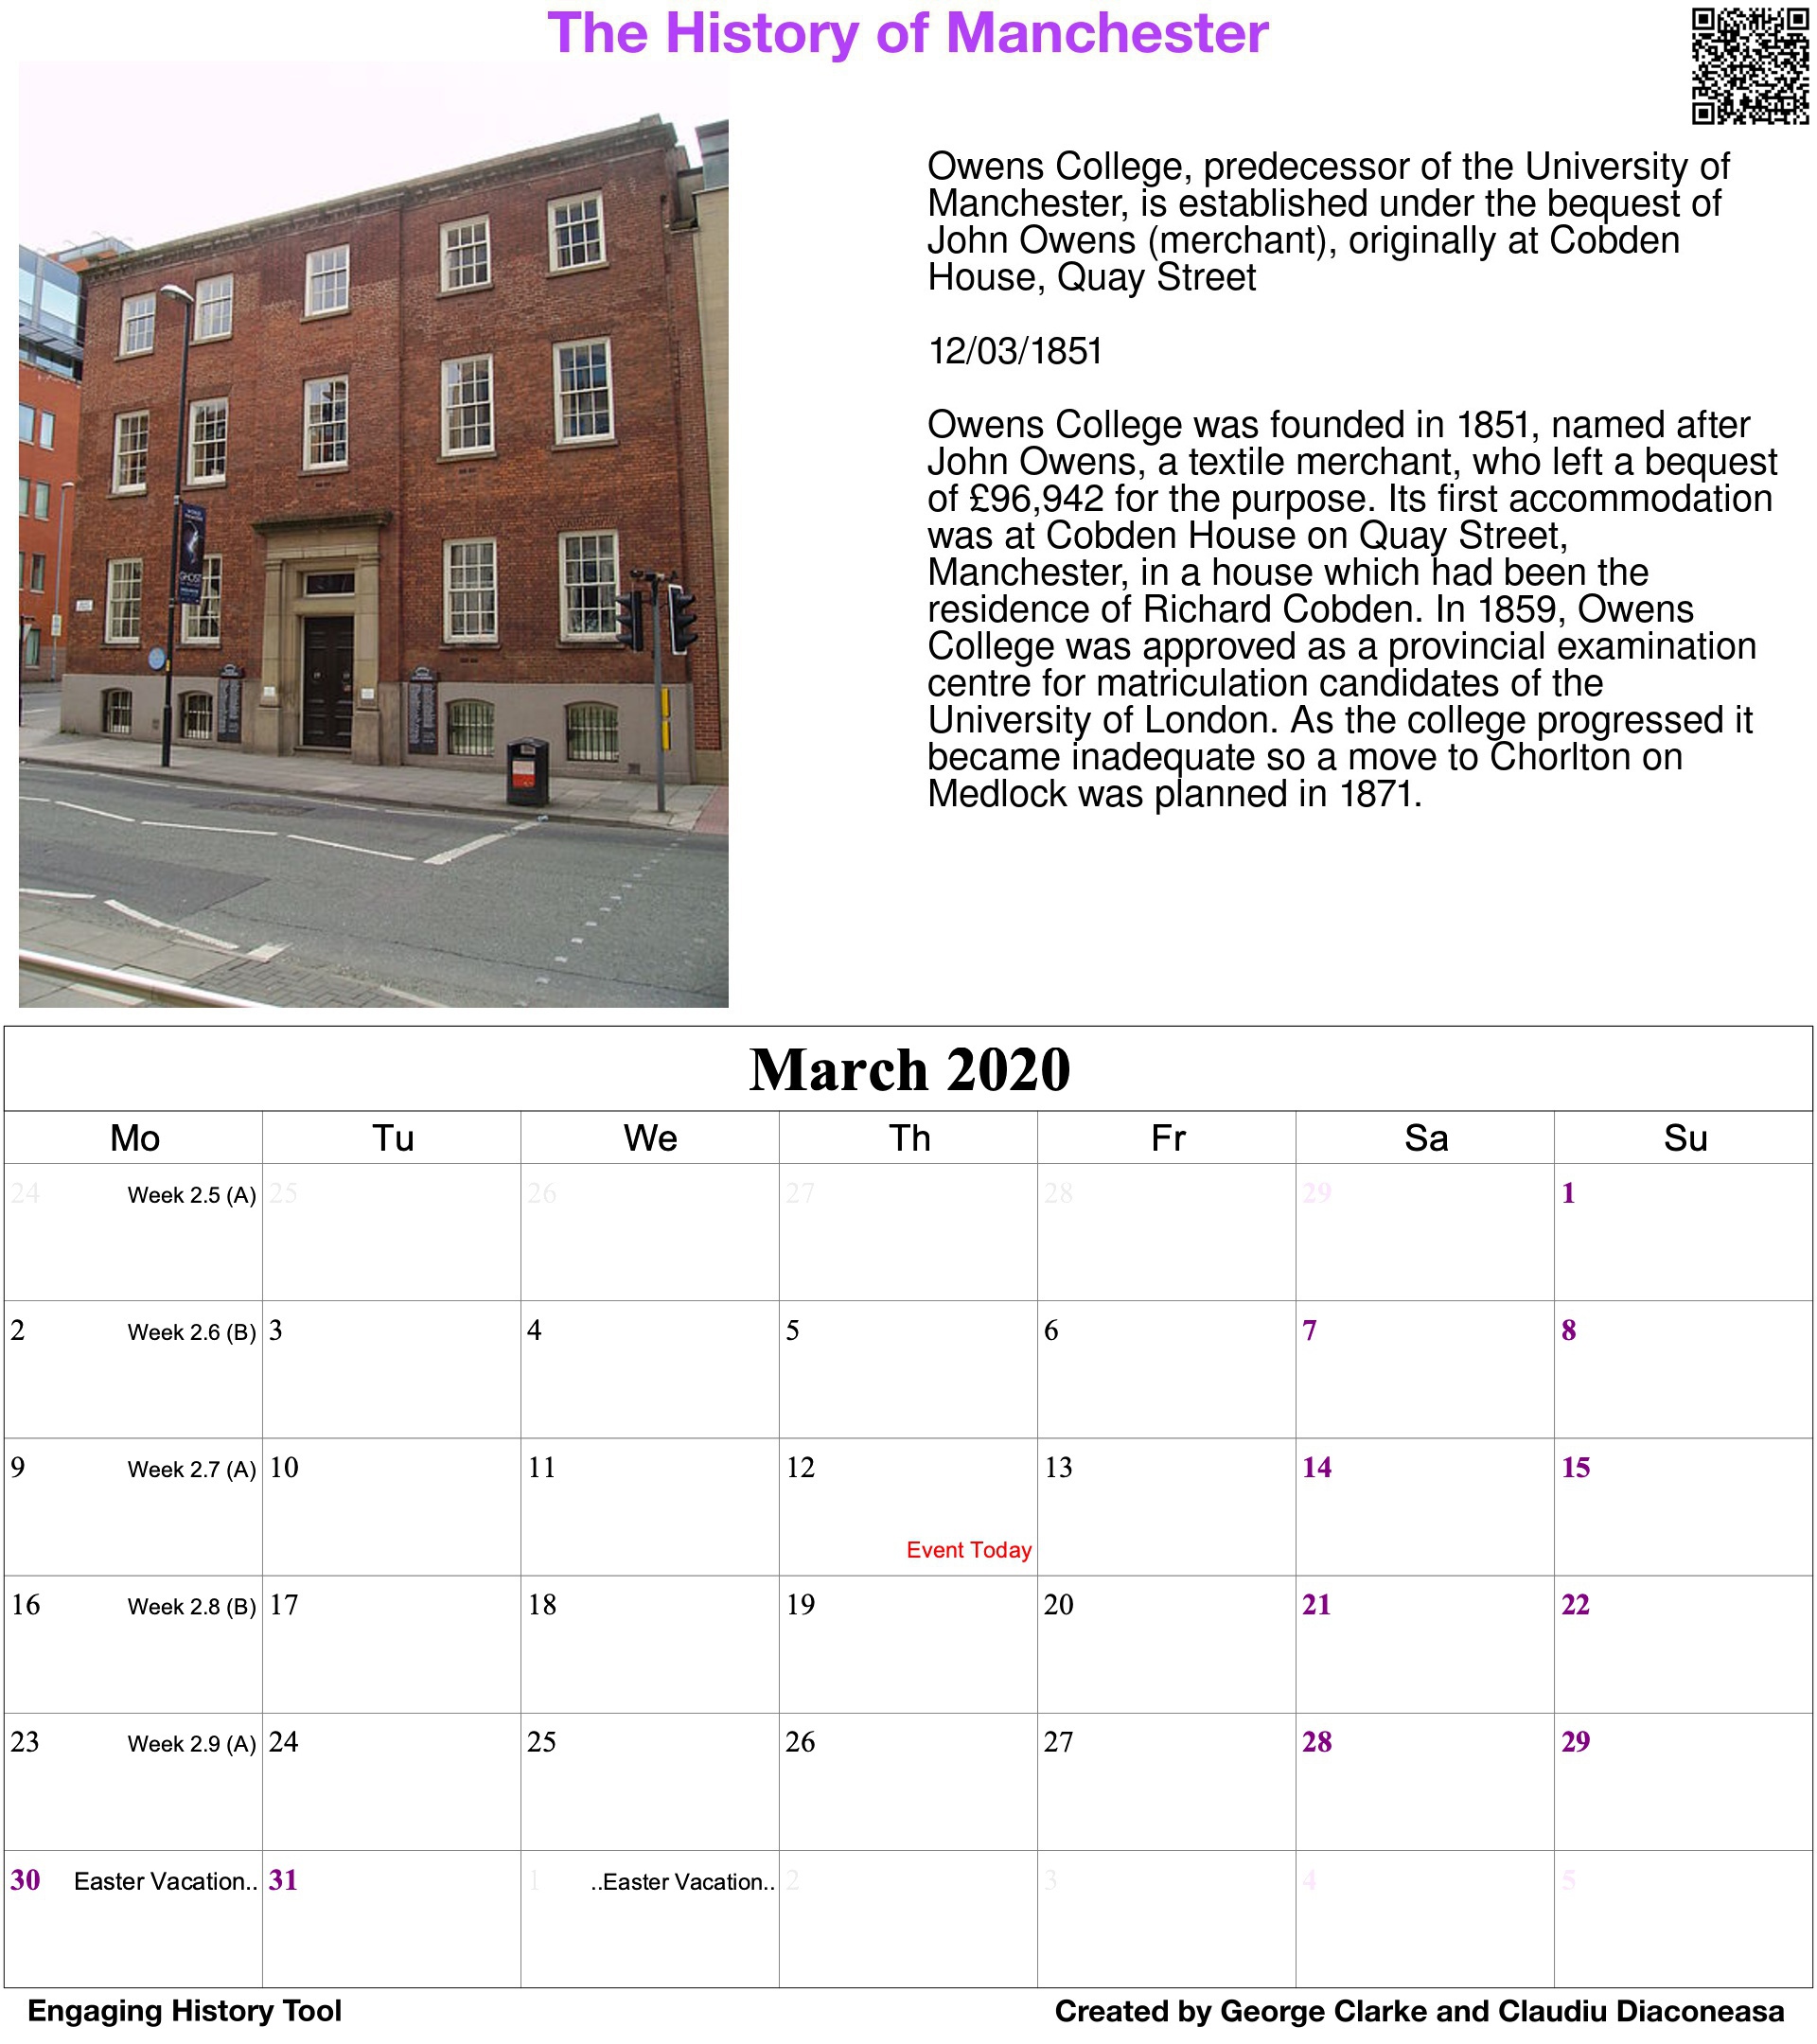 The History of Manchester
Owens College, predecessor of the University of
Manchester, is established under the bequest of
John Owens (merchant), originally at Cobden
House, Quay Street
12/03/1851
Owens College was founded in 1851, named after
John Owens, a textile merchant, who left a bequest
of £96,942 for the purpose. Its first accommodation
was at Cobden House on Quay Street,
Manchester, in a house which had been the
residence of Richard Cobden. In 1859, Owens
College was approved as a provincial examination
centre for matriculation candidates of the
University of London. As the college progressed it
became inadequate so a move to Chorlton on
Medlock was planned in 1871.
GHOST
March 2020
Mo Tu We Th Fr Sa Su
24 Week 2.5 (A) 25 26 27 28 29 1
2 Week 2.6 (B) 3 4 5 6 7 8
9 Week 2.7 (A) 10 11 12 13 14 15
Event Today
16 Week 2.8 (B) 17 18 19 20 21 22
23 Week 2.9 (A) 24 25 26 27 28 29
30 Easter Vacation.. 31 1 ..Easter Vacation.. 2 3 4 5
Engaging History Tool Created by George Clarke and Claudiu Diaconeasa